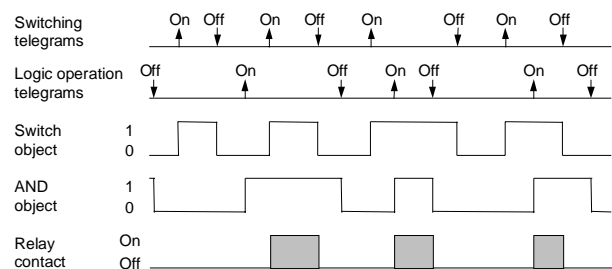 Switching
telegrams
On Off On Off On Off On Off
Logic operation
telegrams
Off On Off On Off On Off
Switch
object
1
0
AND
object
1
0
Relay
contact
On
Off